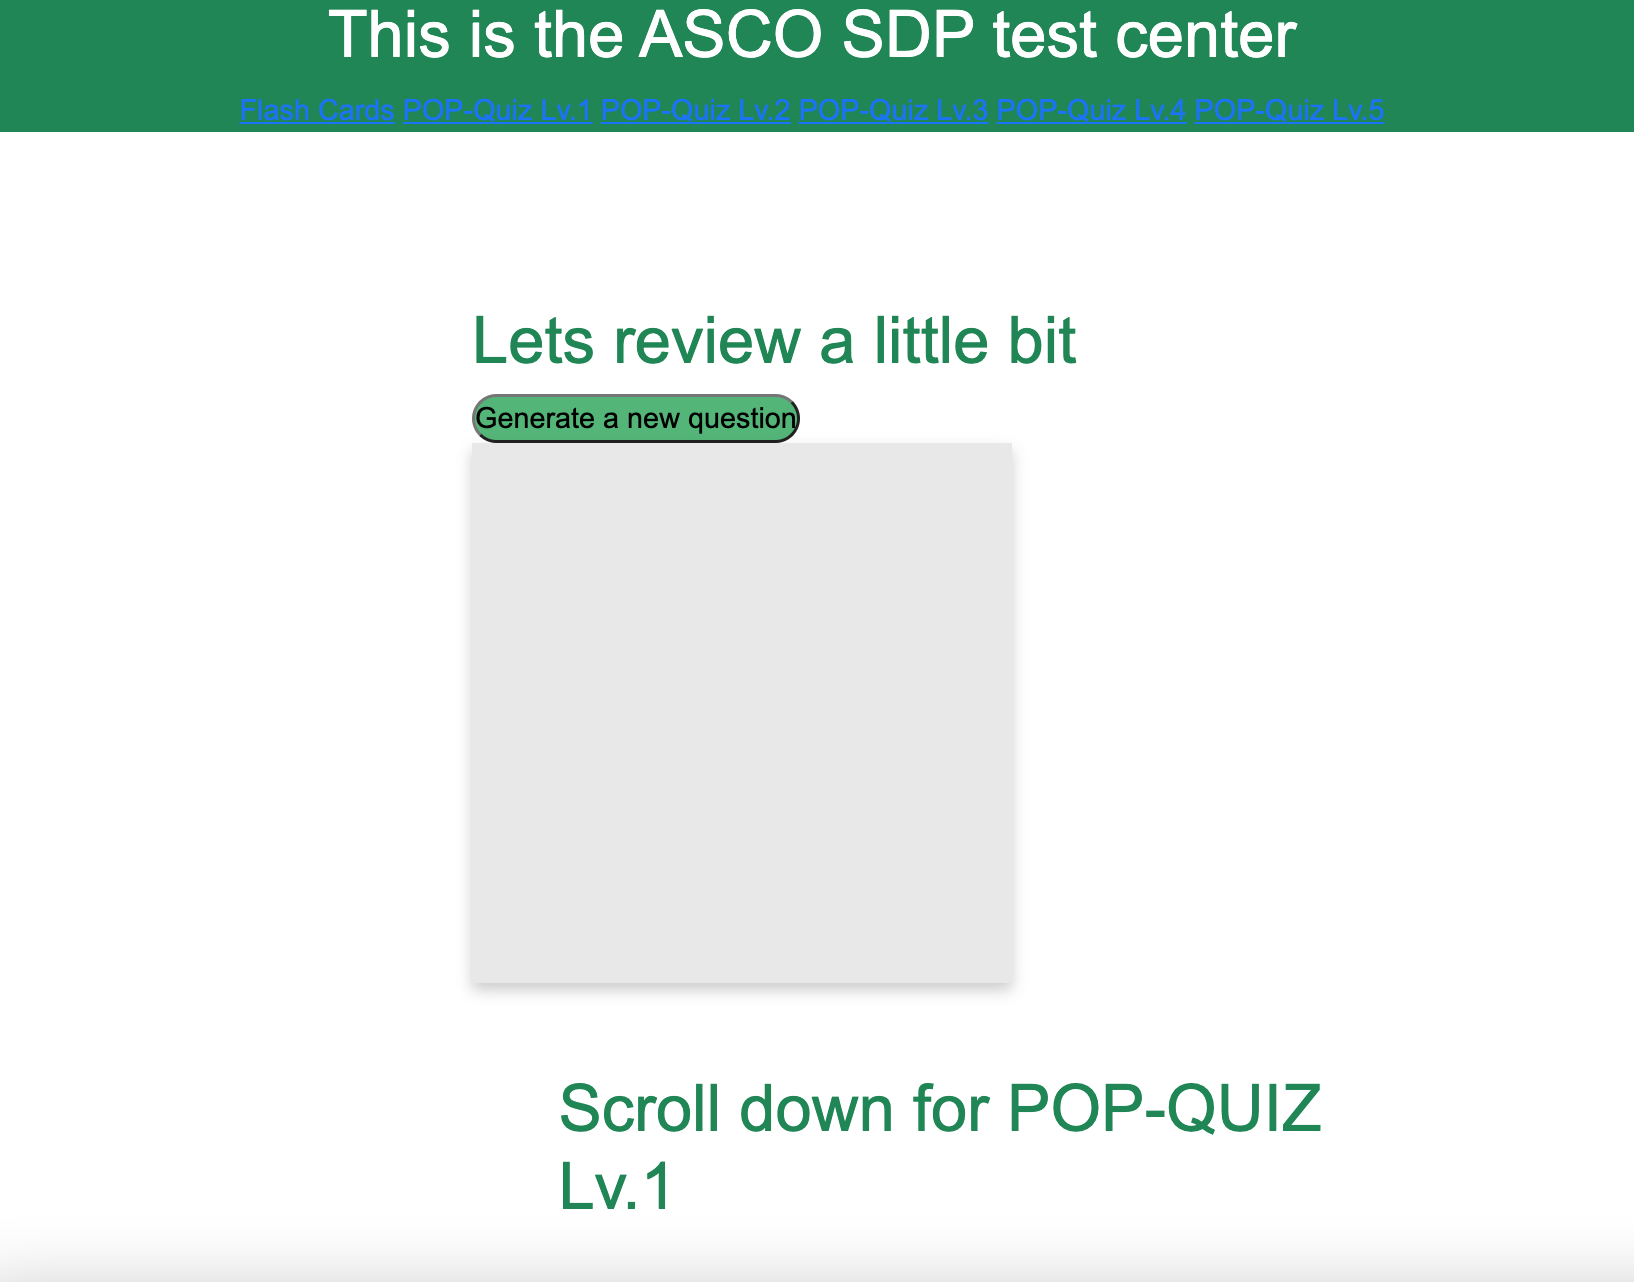 This is the ASCO SDP test center
Flash Cards POP-Quiz Lv.1 POP-Quiz Lv.2 POP-Quiz Lv.3 POP-Quiz Lv.4 POP-Quiz Lv.5
Lets review a little bit
Generate a new question
Scroll down for POP-QUIZ
Lv.1